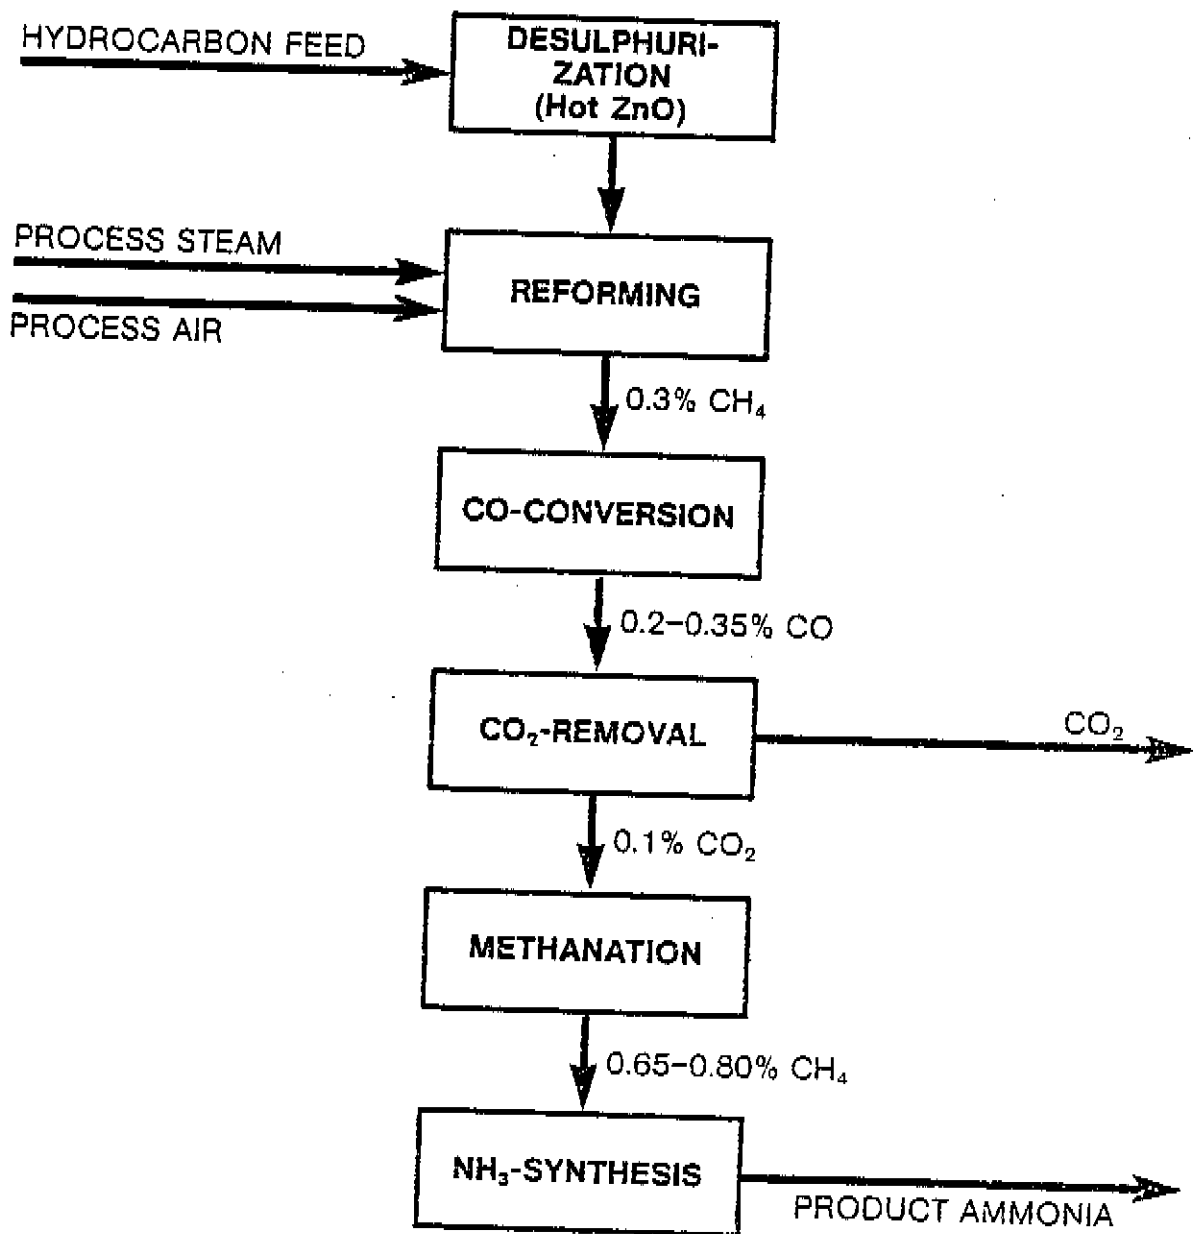 HYDROCARBON FEED
DESULPHURI-
ZATION
(Hot ZnO)
PROCESS STEAM
REFORMING
PROCESS AIR
0.3% CH₄
CO-CONVERSION
0.2–0.35% CO
CO₂-REMOVAL
CO₂
0.1% CO₂
METHANATION
0.65–0.80% CH₄
NH₃-SYNTHESIS
PRODUCT AMMONIA